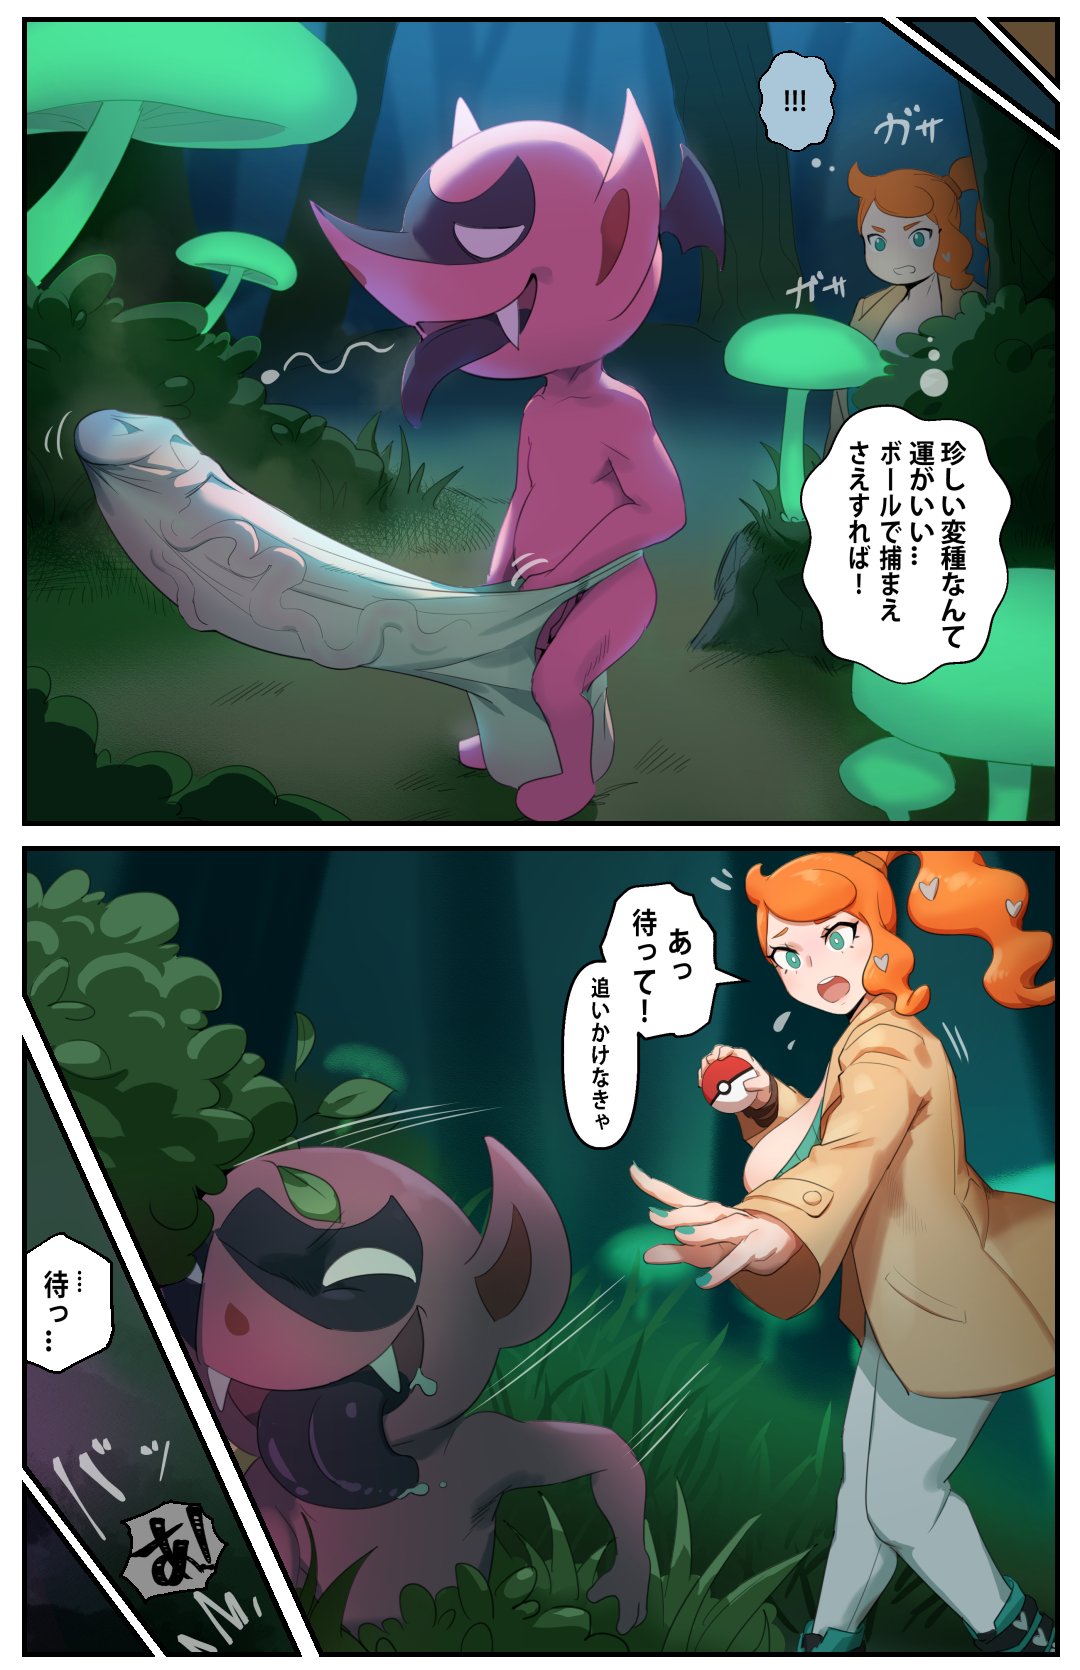 !!!
ガサ
ガサ
珍しい変種なんて
運がいい…
ボールで捕まえ
さえすれば！
あっ
待って！
追いかけなきゃ
……
待っ…
バッ
あ！